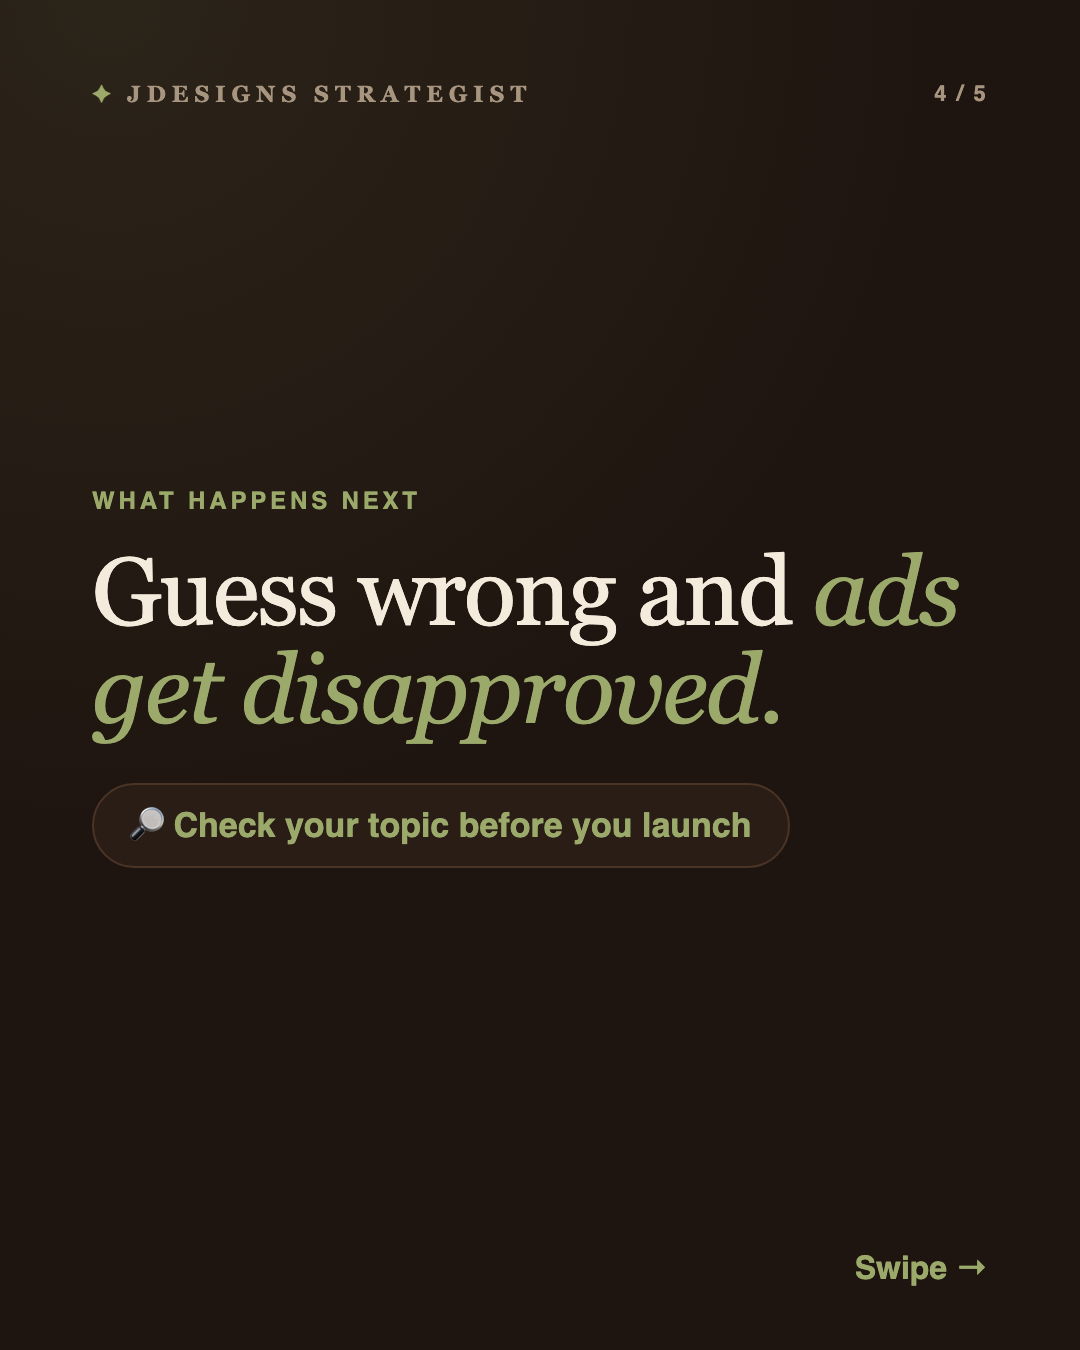 ✦ JDESIGNS STRATEGIST
4 / 5
WHAT HAPPENS NEXT
Guess wrong and ads
get disapproved.
🔎 Check your topic before you launch
Swipe →